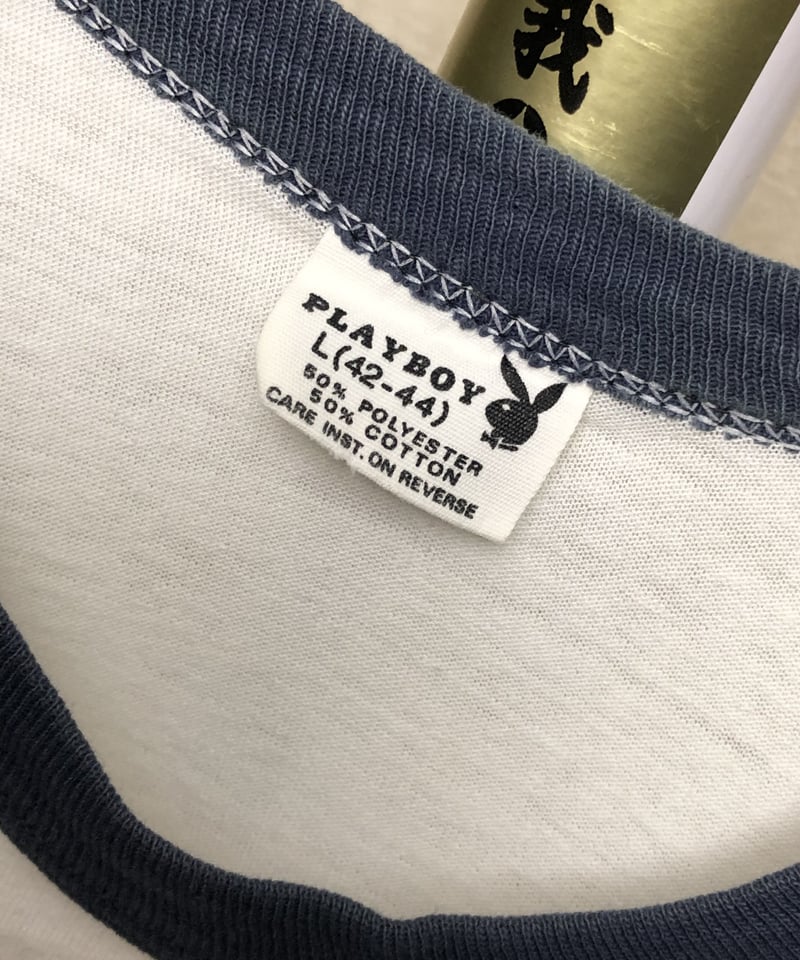 PLAYBOY
L(42-44)
50% POLYESTER
50% COTTON
CARE INST. ON REVERSE